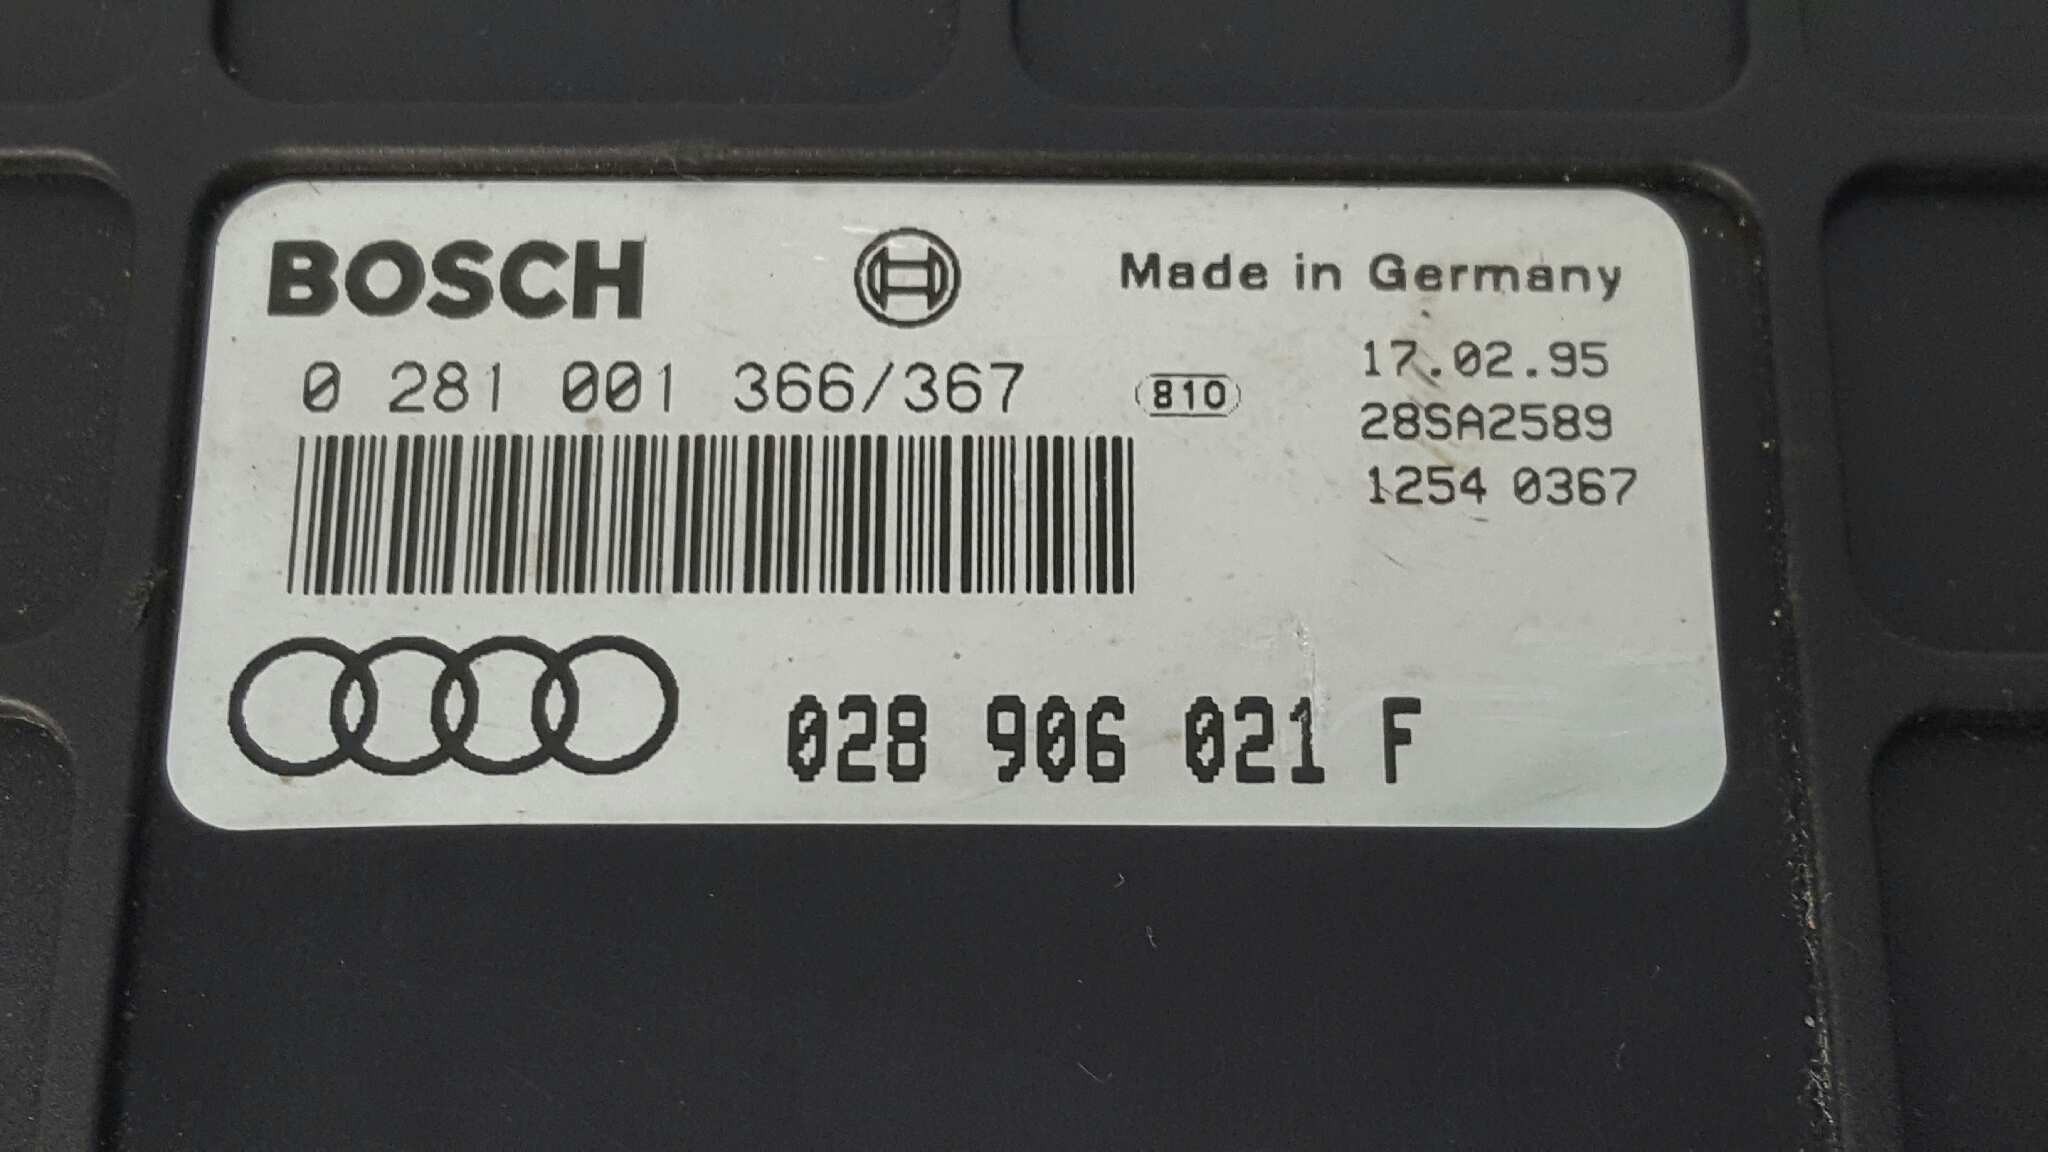 BOSCH
Made in Germany
0 281 001 366/367
810
17.02.95
28SA2589
1254 0367
028 906 021 F